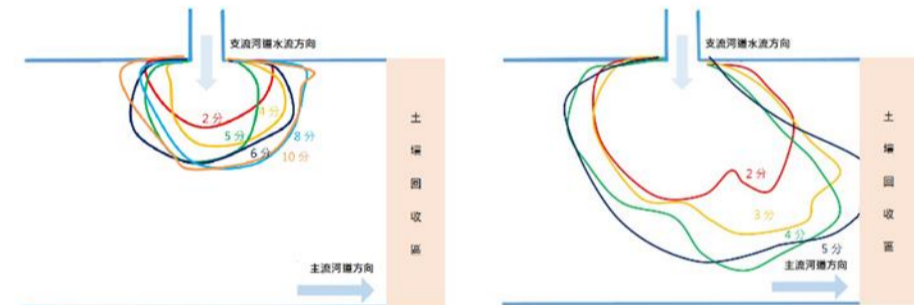 支流河道水流方向
2 分
4 分
5 分
6 分
8 分
10 分
土壤回收區
主流河道方向
支流河道水流方向
2 分
3 分
4 分
5 分
土壤回收區
主流河道方向